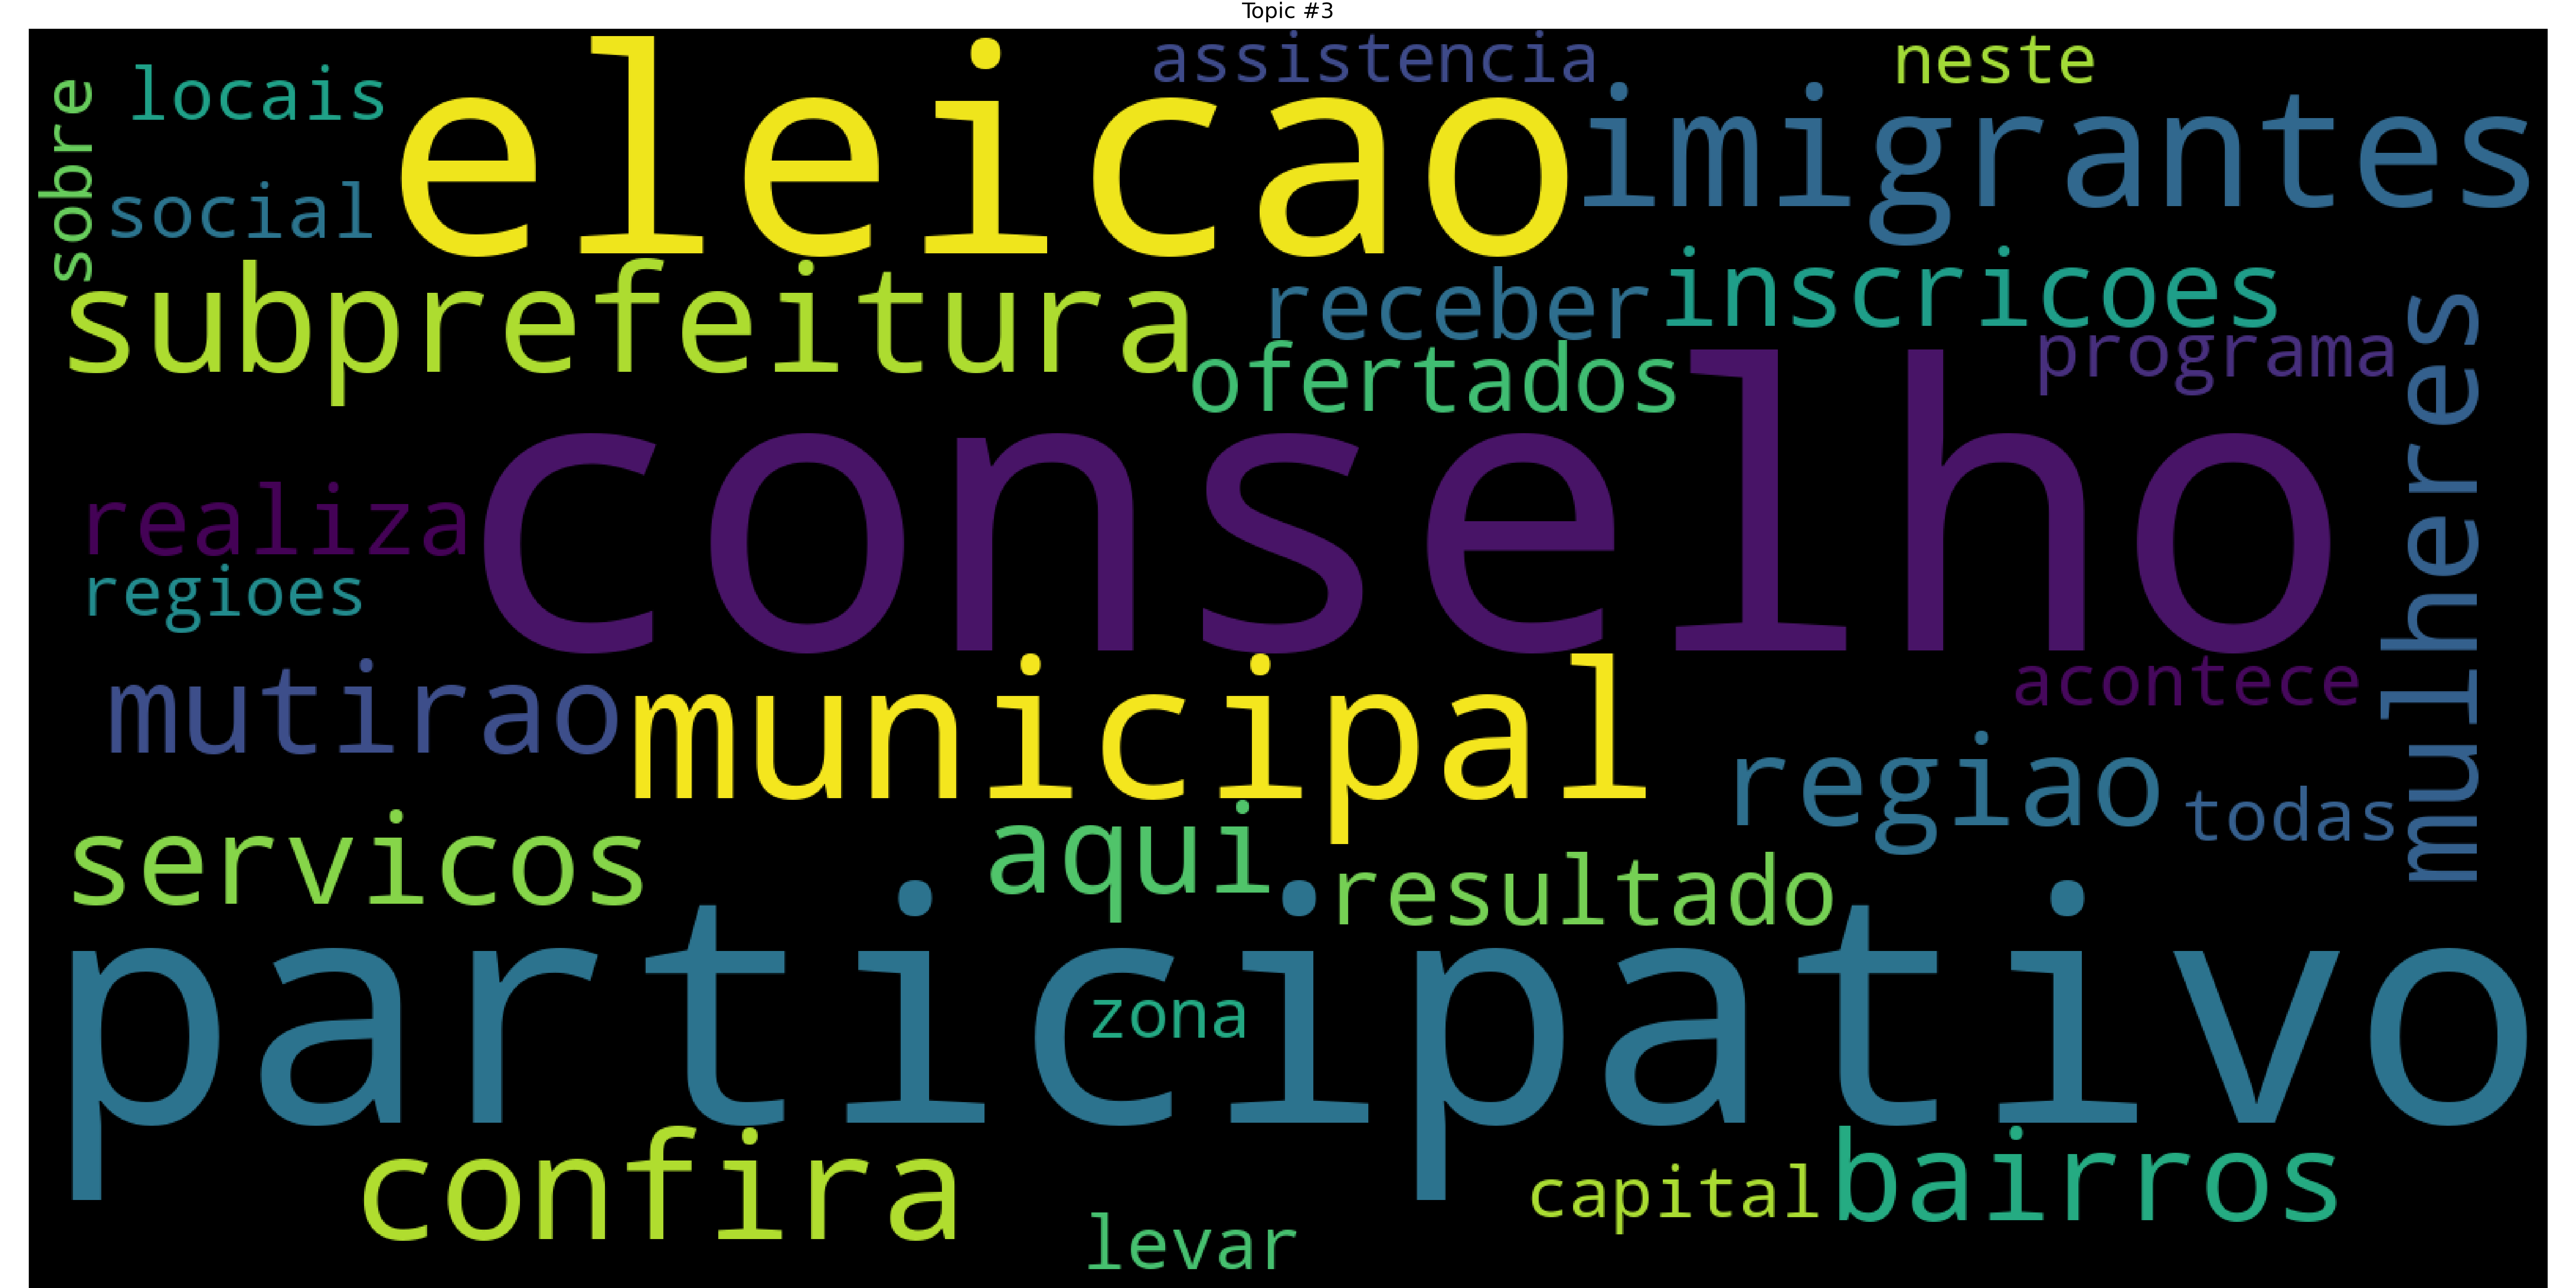 Topic #3
assistencia
neste
locais
eleicao
imigrantes
sobre
social
subprefeitura
receber
inscricoes
ofertados
programa
mulheres
conselho
realiza
regioes
mutirao
municipal
acontece
regiao
todas
servicos
aqui
resultado
participativo
zona
confira
capital
bairros
levar